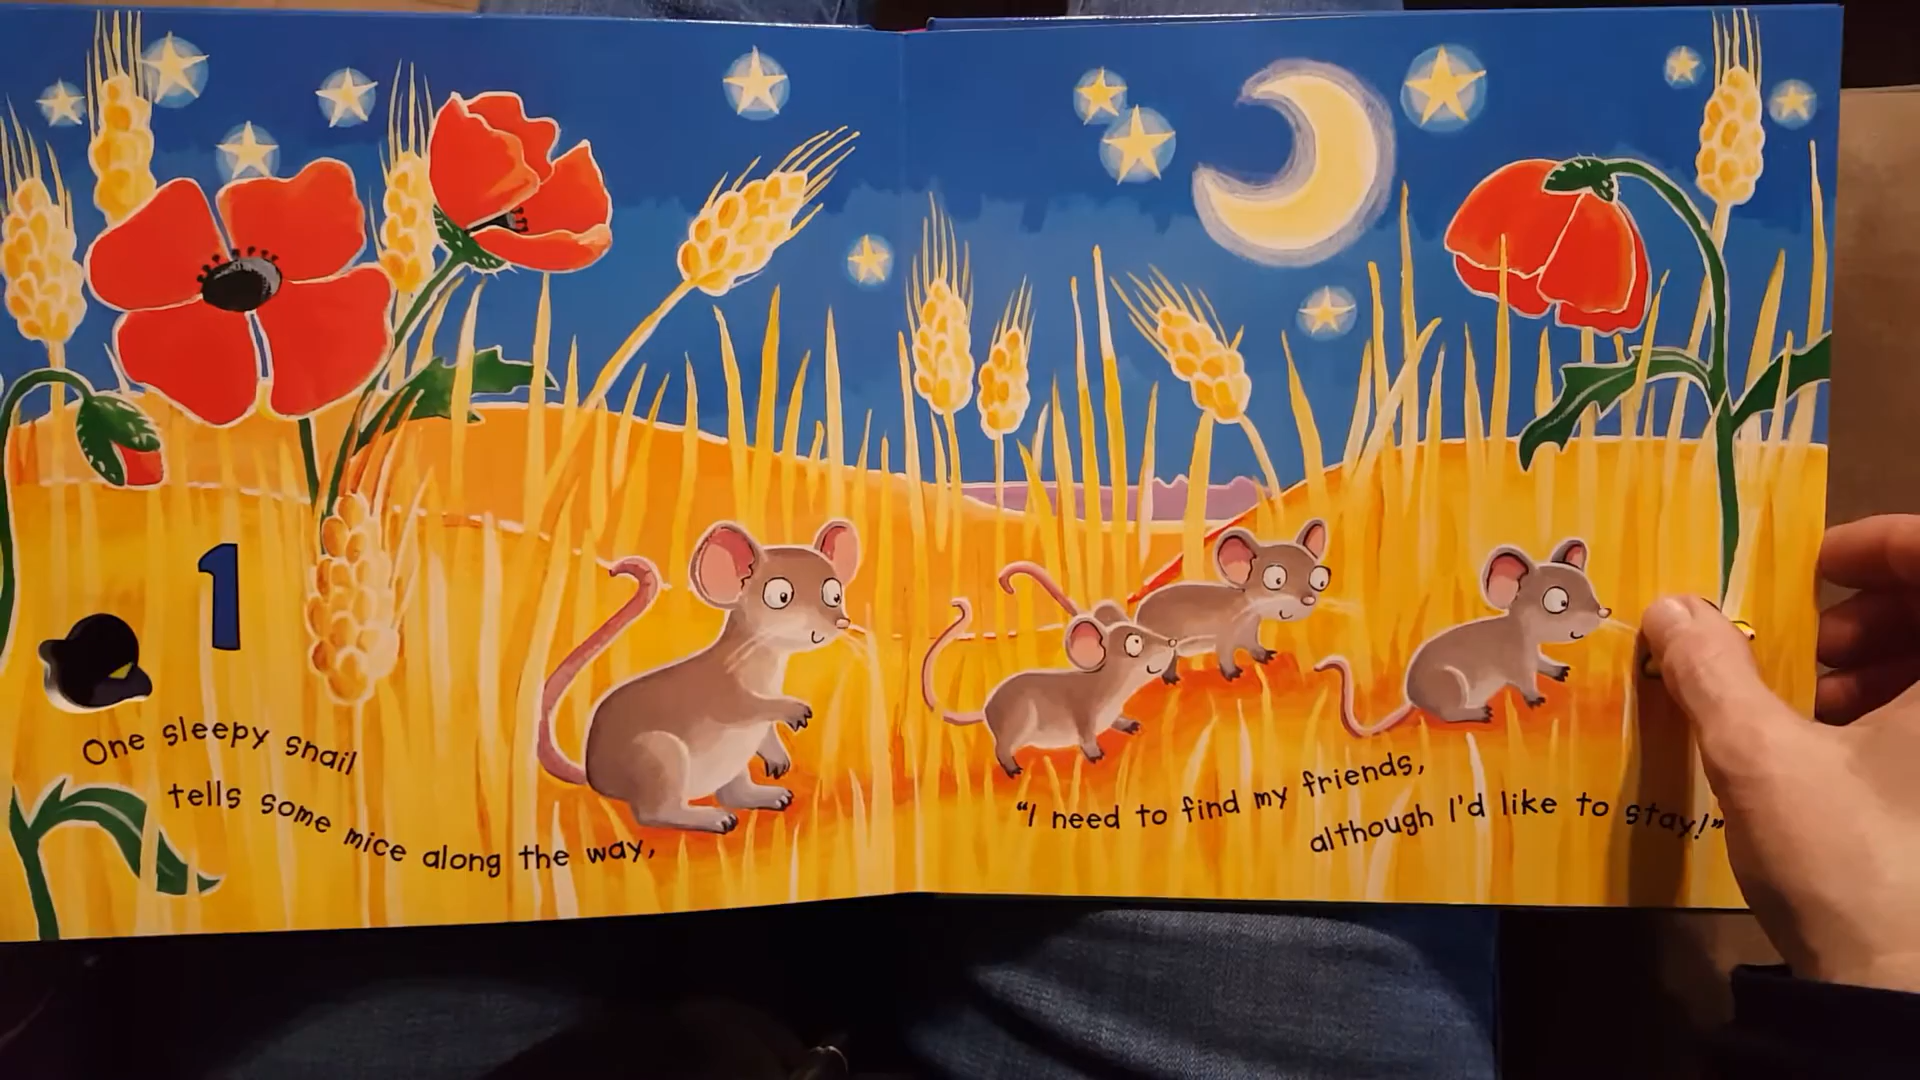 1
One sleepy snail
tells some mice along the way,
“I need to find my friends,
although I'd like to stay!”